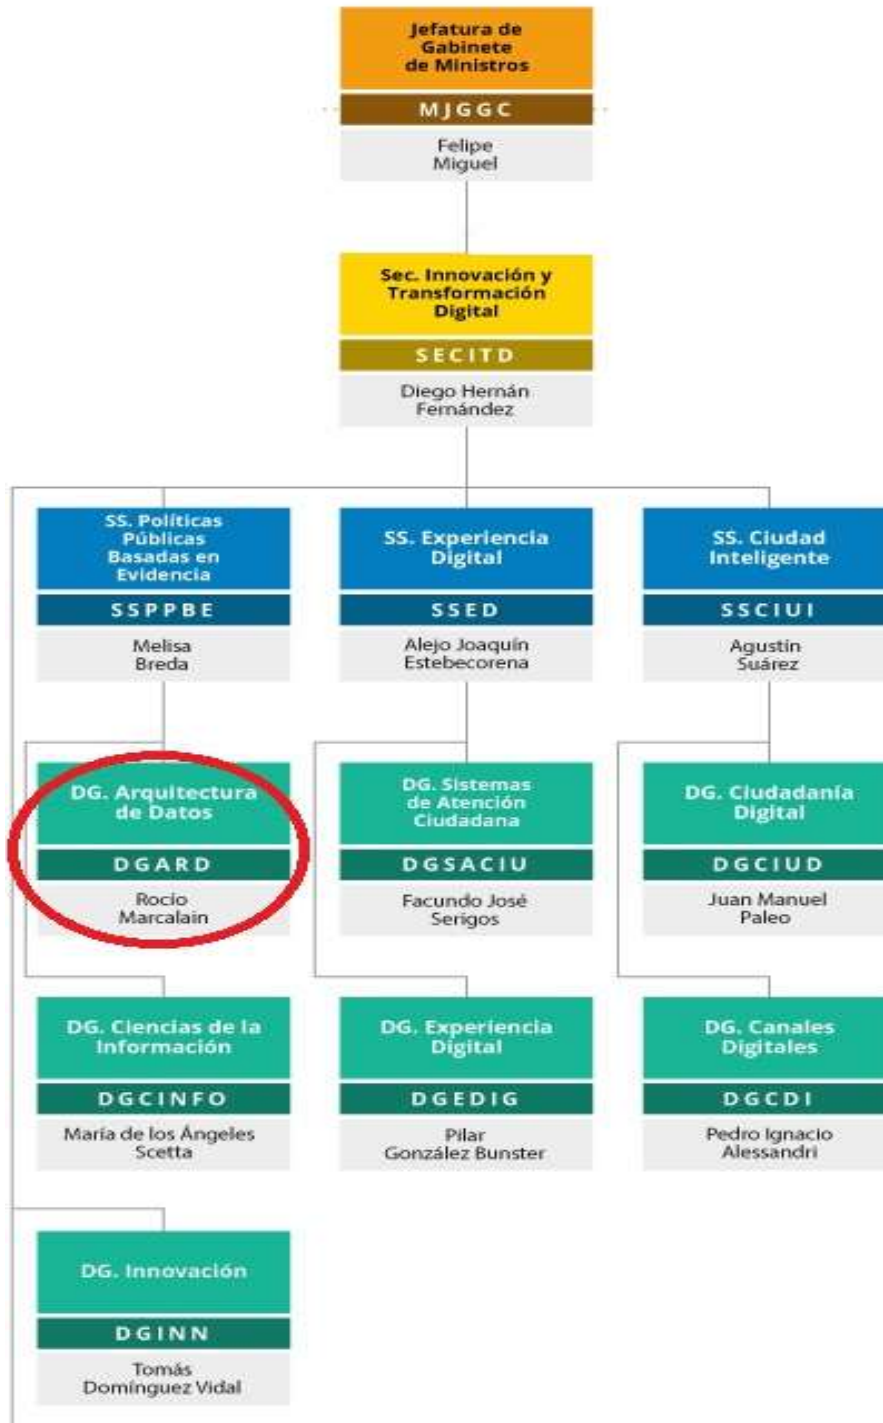 Jefatura de
Gabinete
de Ministros
MJGGC
Felipe
Miguel
Sec. Innovación y
Transformación
Digital
SECITD
Diego Hernán
Fernández
SS. Políticas
Públicas
Basadas en
Evidencia
SSPPBE
Melisa
Breda
SS. Experiencia
Digital
SSED
Alejo Joaquín
Estebecorena
SS. Ciudad
Inteligente
SSCIUI
Agustín
Suárez
DG. Arquitectura
de Datos
DGARD
Rocío
Marcalain
DG. Sistemas
de Atención
Ciudadana
DGSACIU
Facundo José
Serigos
DG. Ciudadanía
Digital
DGCIUD
Juan Manuel
Paleo
DG. Ciencias de la
Información
DGCINFO
María de los Ángeles
Scetta
DG. Experiencia
Digital
DGEDIG
Pilar
González Bunster
DG. Canales
Digitales
DGCDI
Pedro Ignacio
Alessandri
DG. Innovación
DGINN
Tomás
Domínguez Vidal